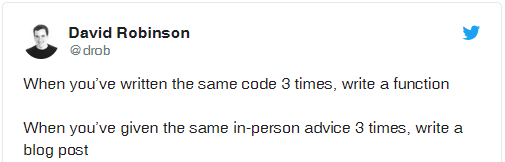 David Robinson
@drob
When you’ve written the same code 3 times, write a function
When you’ve given the same in-person advice 3 times, write a
blog post